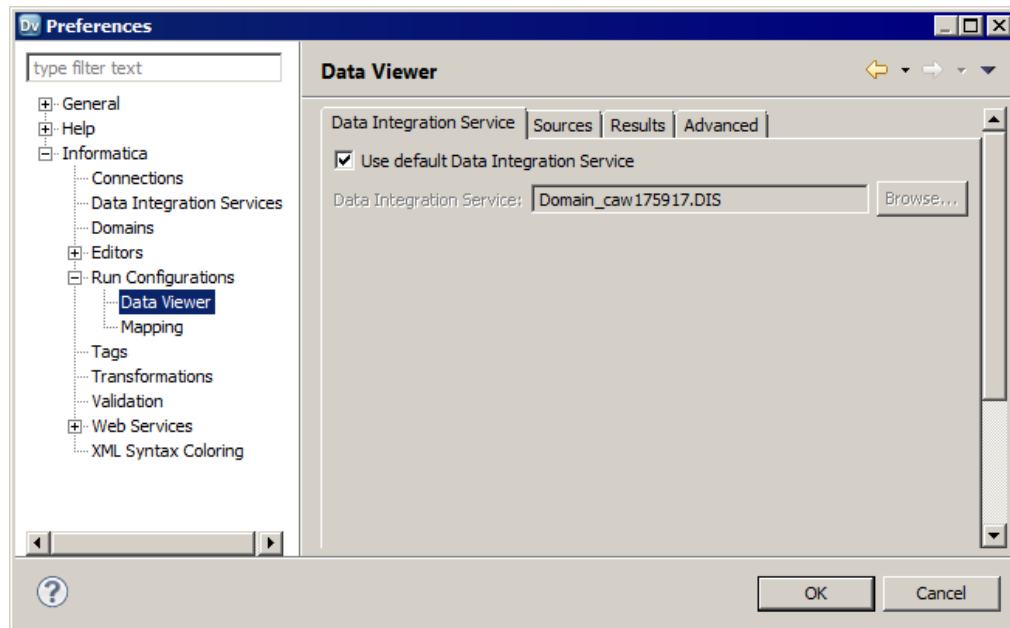 Dv Preferences
type filter text
General
Help
Informatica
Connections
Data Integration Services
Domains
Editors
Run Configurations
Data Viewer
Mapping
Tags
Transformations
Validation
Web Services
XML Syntax Coloring
Data Viewer
Data Integration Service Sources Results Advanced
Use default Data Integration Service
Data Integration Service: Domain_caw175917.DIS Browse...
? OK Cancel